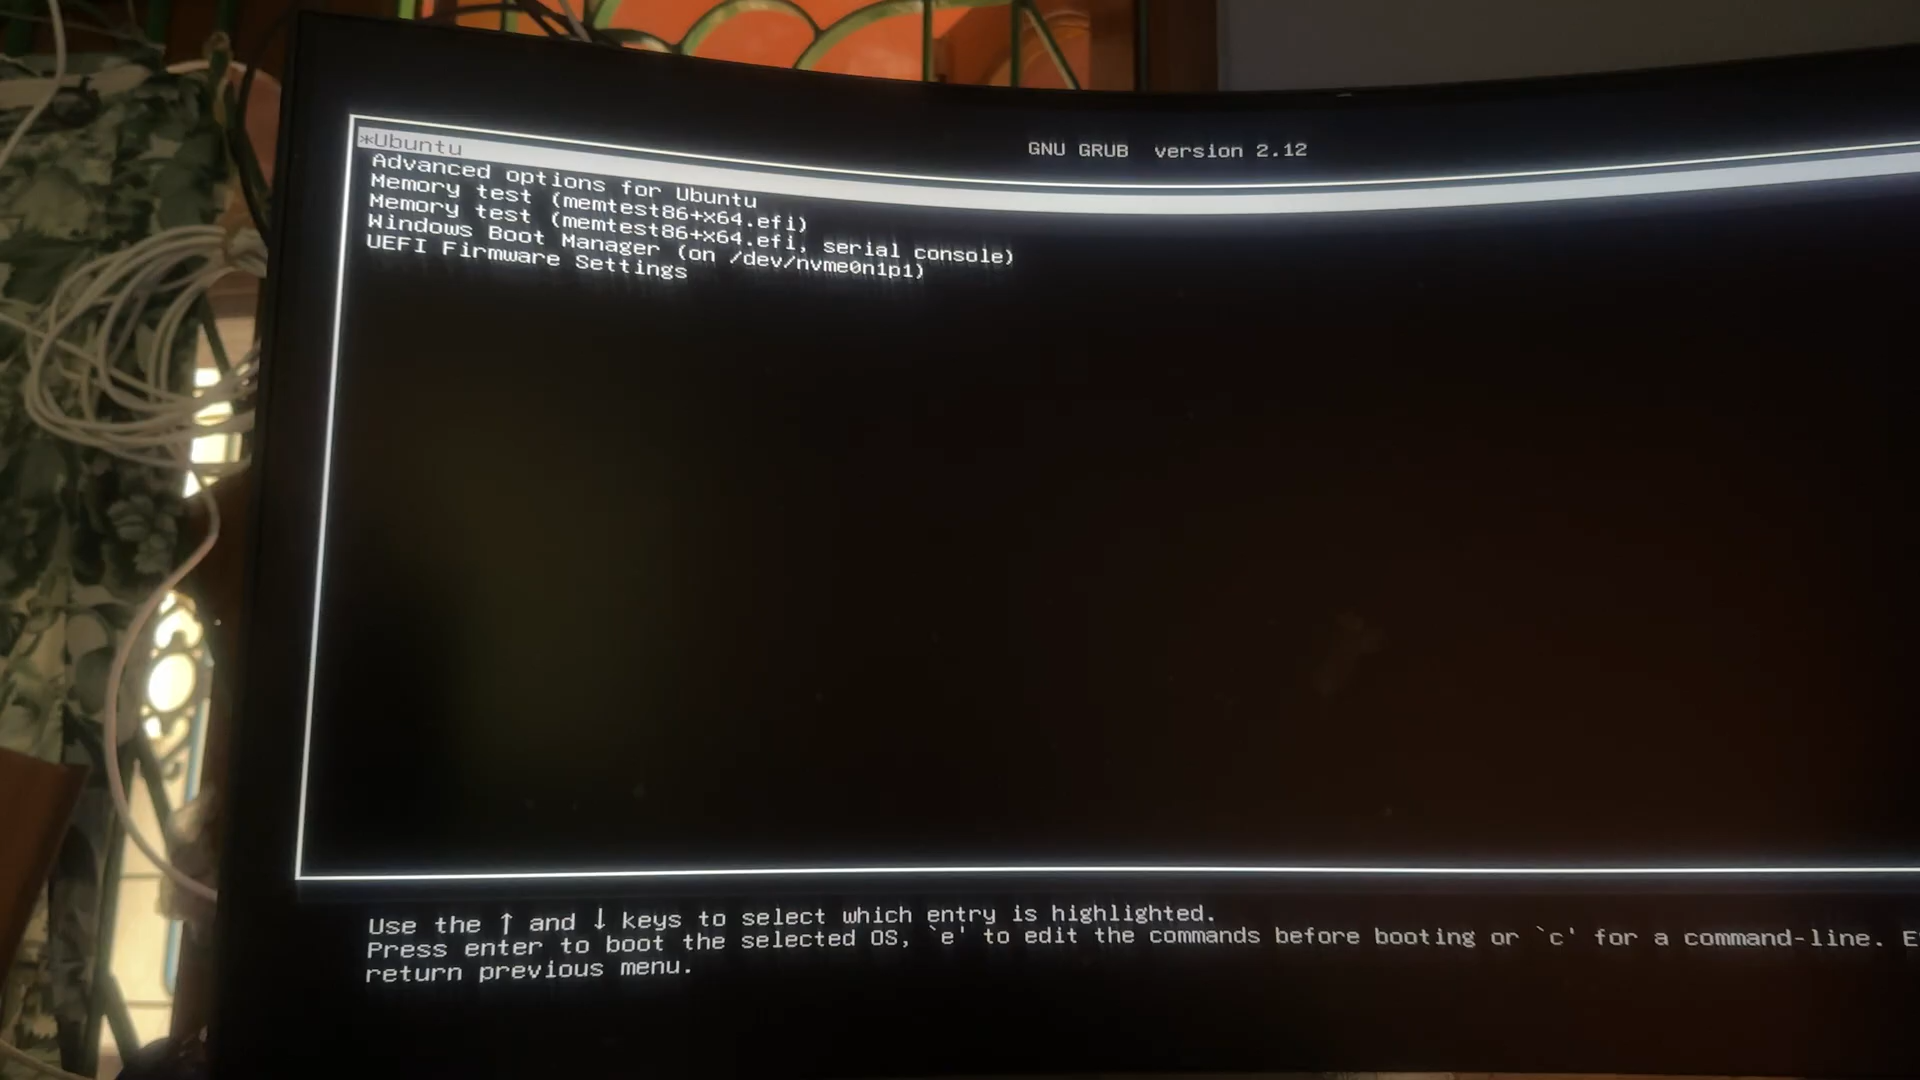 GNU GRUB version 2.12
*Ubuntu
Advanced options for Ubuntu
Memory test (memtest86+x64.efi)
Memory test (memtest86+x64.efi, serial console)
Windows Boot Manager (on /dev/nvme0n1p1)
UEFI Firmware Settings
Use the ↑ and ↓ keys to select which entry is highlighted.
Press enter to boot the selected OS, `e' to edit the commands before booting or `c' for a command-line.
return previous menu.